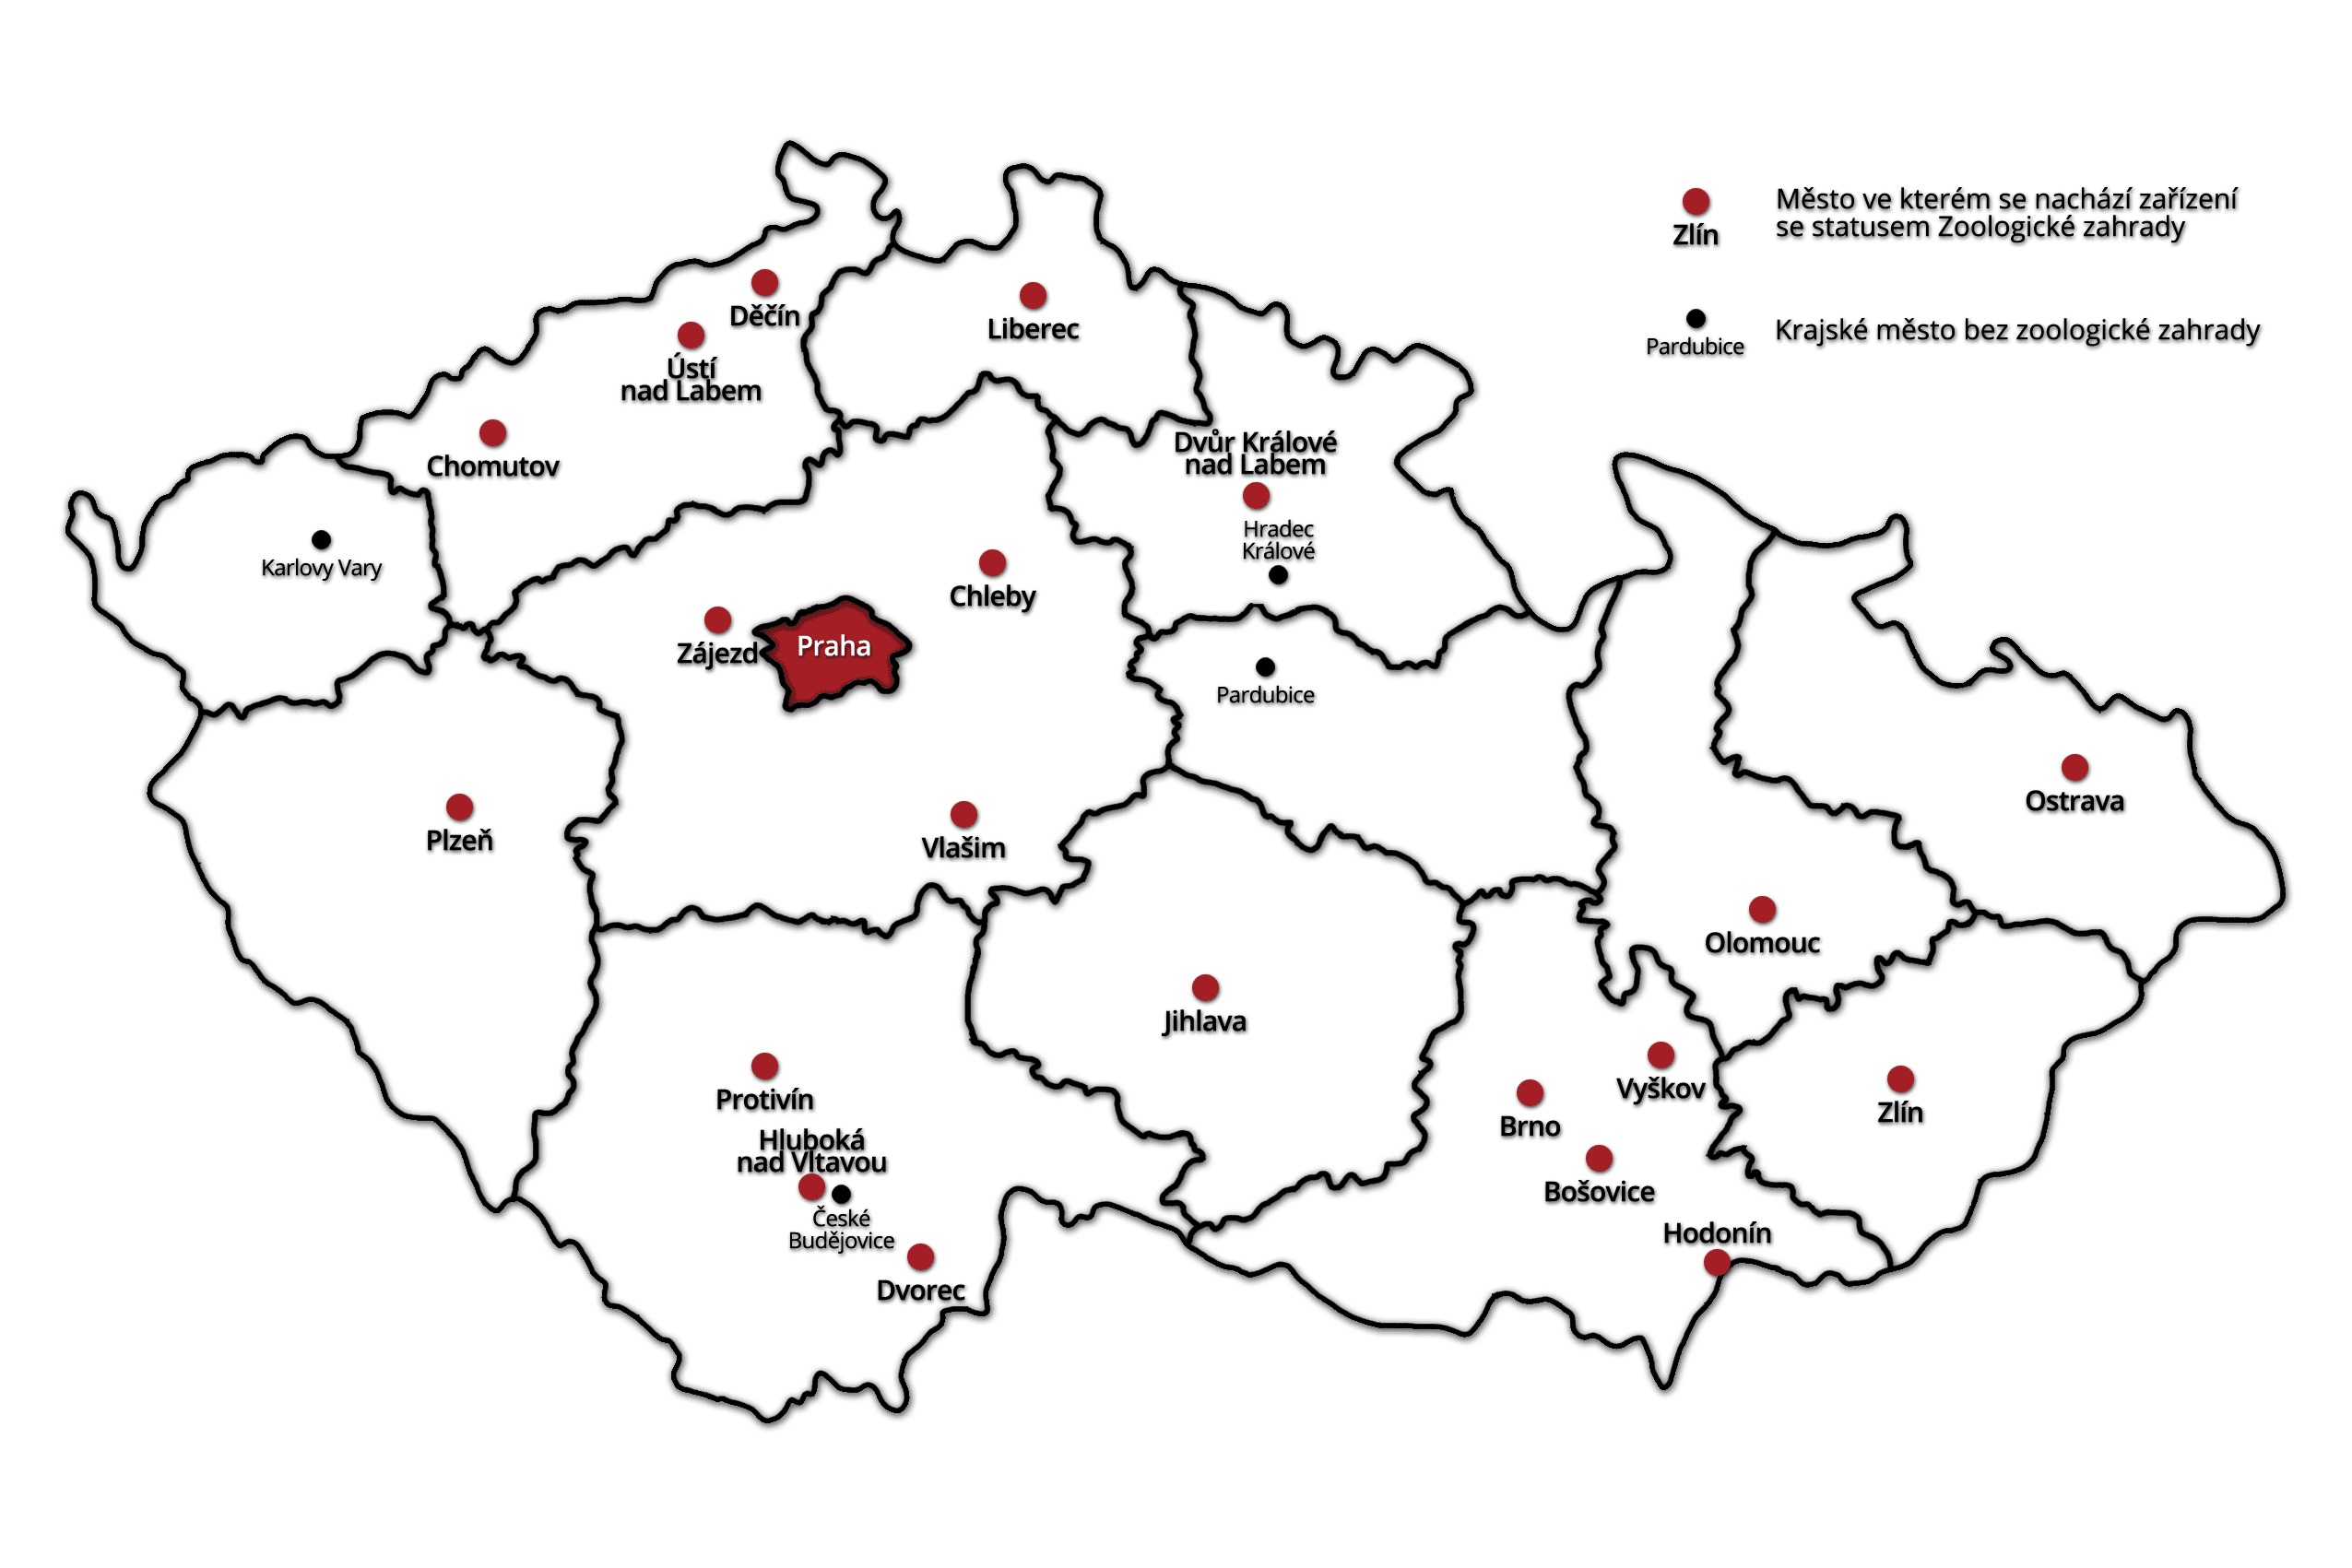 Město ve kterém se nachází zařízení
se statusem Zoologické zahrady
Zlín
Krajské město bez zoologické zahrady
Pardubice
Děčín
Liberec
Ústí
nad Labem
Chomutov
Dvůr Králové
nad Labem
Hradec
Králové
Karlovy Vary
Chleby
Zájezd
Praha
Pardubice
Ostrava
Plzeň
Vlašim
Olomouc
Jihlava
Protivín
Vyškov
Zlín
Brno
Hluboká
nad Vltavou
Bošovice
České
Budějovice
Hodonín
Dvorec